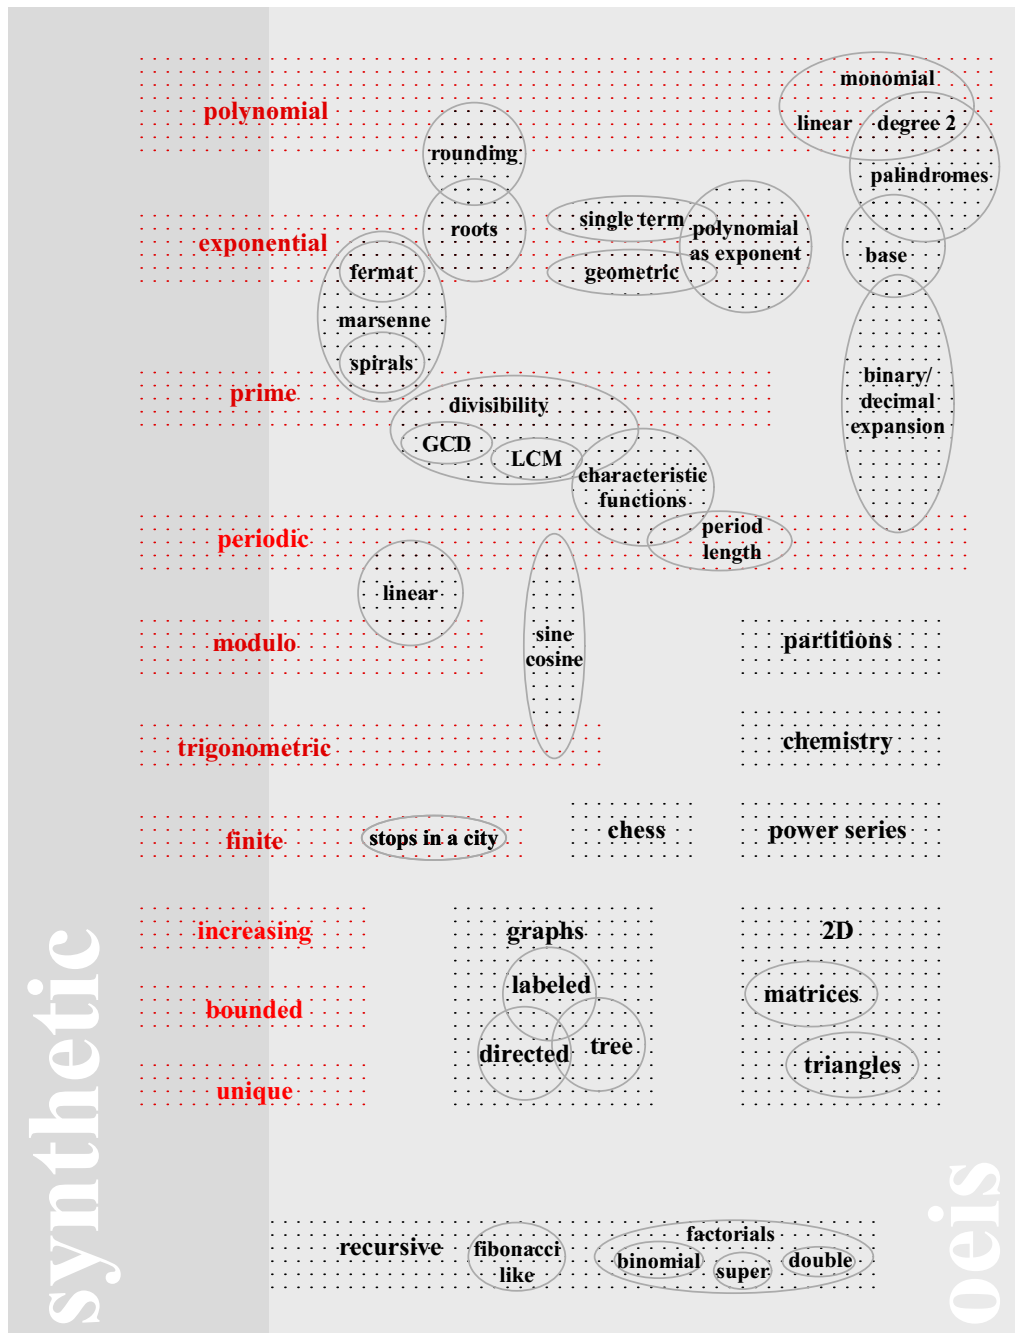 monomial
polynomial
linear
degree 2
rounding
palindromes
single term
roots
polynomial
as exponent
exponential
base
fermat
geometric
marsenne
spirals
binary/
decimal
expansion
prime
divisibility
GCD
LCM
characteristic
functions
period
length
periodic
linear
sine
cosine
modulo
partitions
trigonometric
chemistry
finite
stops in a city
chess
power series
increasing
graphs
2D
labeled
matrices
bounded
directed
tree
triangles
unique
synthetic
oeis
recursive
fibonacci
like
factorials
binomial
super
double